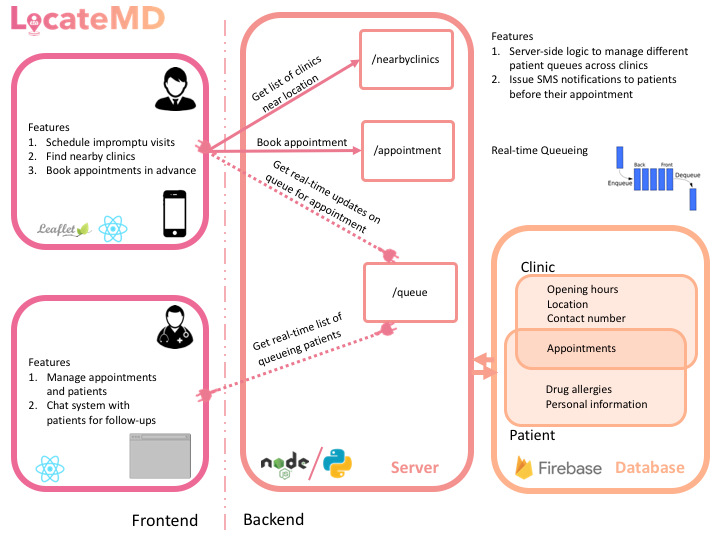 LocateMD
Features
1. Schedule impromptu visits
2. Find nearby clinics
3. Book appointments in advance
Leaflet
Features
1. Manage appointments
and patients
2. Chat system with
patients for follow-ups
Frontend
Get list of clinics
near location
Book appointment
Get real-time updates on
queue for appointment
Get real-time list of
queueing patients
/nearbyclinics
/appointment
/queue
node
JS
Server
Backend
Features
1. Server-side logic to manage different
patient queues across clinics
2. Issue SMS notifications to patients
before their appointment
Real-time Queueing
Back Front
Enqueue
Dequeue
Clinic
Opening hours
Location
Contact number
Appointments
Drug allergies
Personal information
Patient
Firebase Database